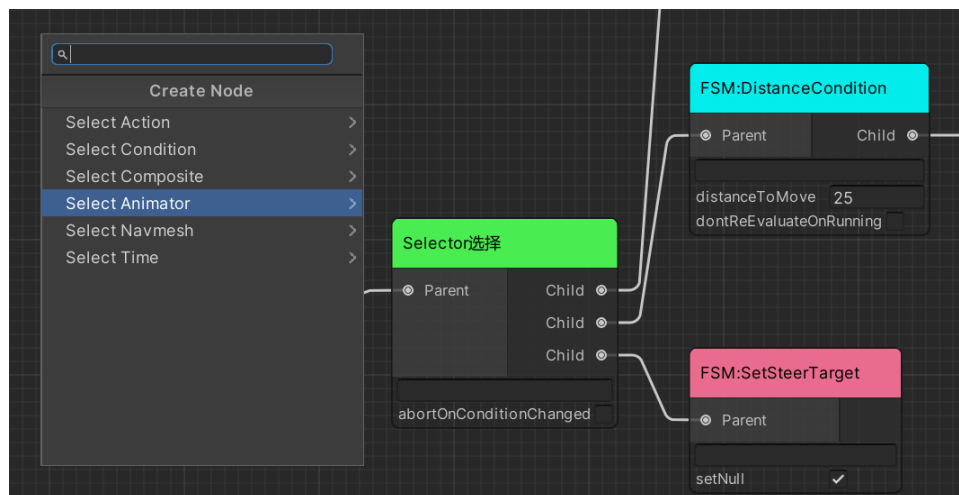 Create Node
Select Action
Select Condition
Select Composite
Select Animator
Select Navmesh
Select Time
Selector选择
Parent
Child
Child
Child
abortOnConditionChanged
FSM:DistanceCondition
Parent
Child
distanceToMove
25
dontReEvaluateOnRunning
FSM:SetSteerTarget
Parent
setNull